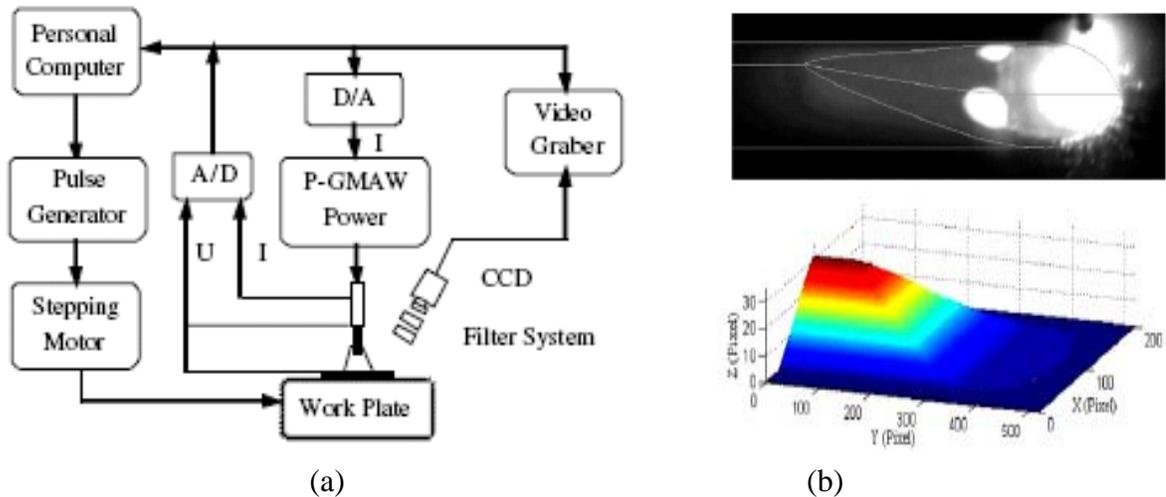 Personal
Computer
D/A
Video
Graber
I
Pulse
Generator
A/D
P-GMAW
Power
U
I
CCD
Stepping
Motor
Filter System
Work Plate
(a)
Z (Pixel)
30
20
10
0
0
100
200
300
400
500
Y (Pixel)
0
100
200
X (Pixel)
(b)